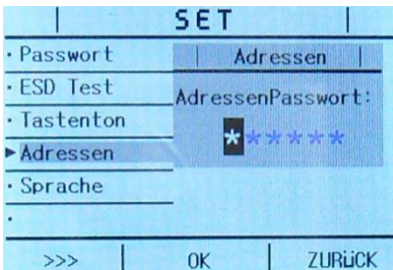 SET
· Passwort
· ESD Test
· Tastenton
▶Adressen
· Sprache
·
Adressen
AdressenPasswort:
******
>>> OK ZURÜCK